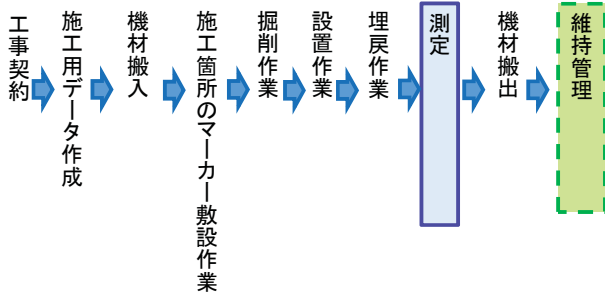 工事契約
施工用データ作成
機材搬入
施工箇所のマーカー敷設作業
掘削作業
設置作業
埋戻作業
測定
機材搬出
維持管理